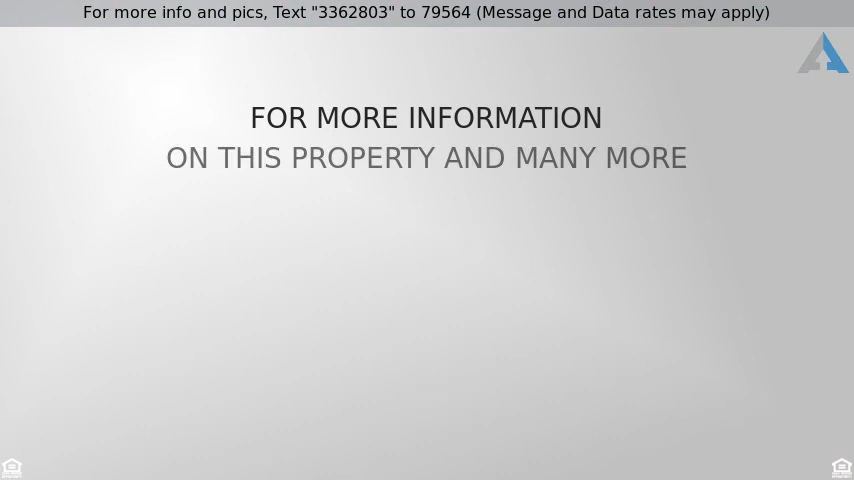 For more info and pics, Text "3362803" to 79564 (Message and Data rates may apply)
FOR MORE INFORMATION
ON THIS PROPERTY AND MANY MORE